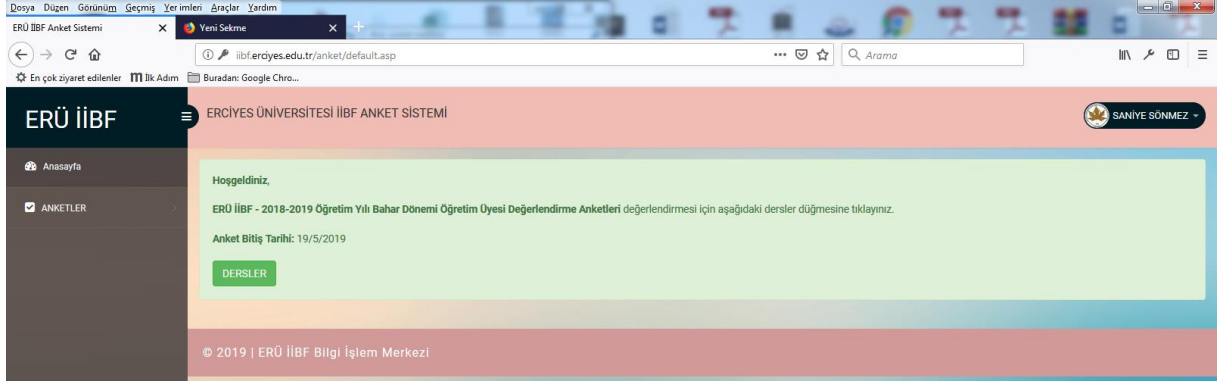 Dosya Düzen Görünüm Geçmiş Yer imleri Araçlar Yardım
ERÜ İİBF Anket Sistemi
Yeni Sekme
iibf.erciyes.edu.tr/anket/default.asp
Arama
En çok ziyaret edilenler İlk Adım Buradan: Google Chro...
ERÜ İİBF
ERCİYES ÜNİVERSİTESİ İİBF ANKET SİSTEMİ
SANİYE SÖNMEZ
Anasayfa
ANKETLER
Hoşgeldiniz,
ERÜ İİBF - 2018-2019 Öğretim Yılı Bahar Dönemi Öğretim Üyesi Değerlendirme Anketleri değerlendirmesi için aşağıdaki dersler düğmesine tıklayınız.
Anket Bitiş Tarihi: 19/5/2019
DERSLER
© 2019 | ERÜ İİBF Bilgi İşlem Merkezi